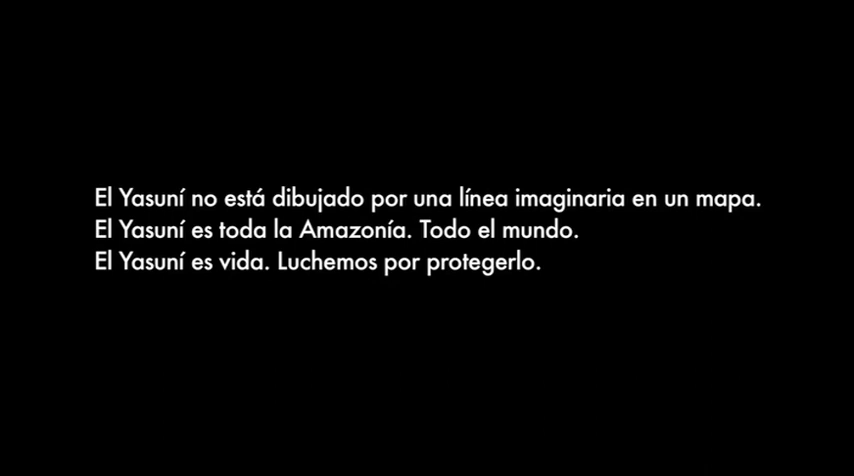 El Yasuní no está dibujado por una línea imaginaria en un mapa.
El Yasuní es toda la Amazonía. Todo el mundo.
El Yasuní es vida. Luchemos por protegerlo.